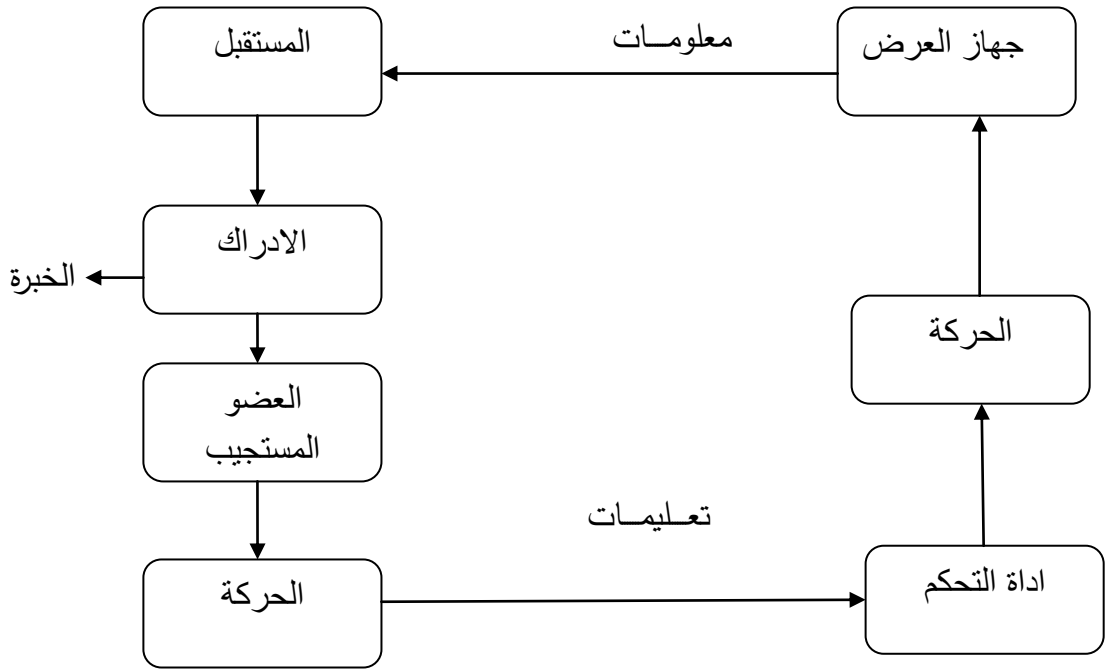 جهاز العرض
معلومــات
المستقبل
الادراك
الخبرة
الحركة
العضو
المستجيب
تعــليمــات
اداة التحكم
الحركة